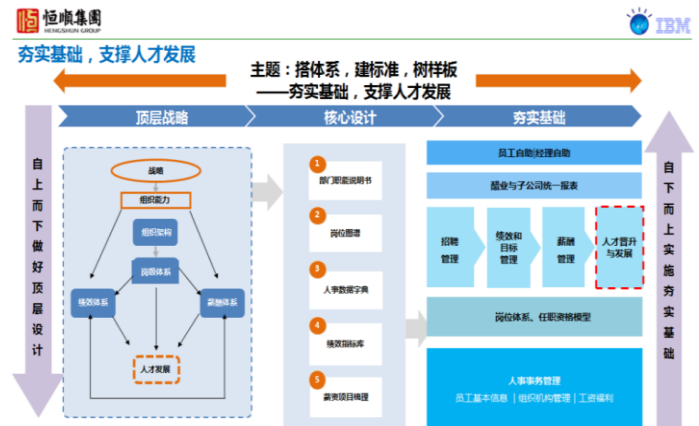 恒顺集团
HENGSHUN GROUP
IBM
夯实基础，支撑人才发展
主题：搭体系，建标准，树样板
——夯实基础，支撑人才发展
自上而下做好顶层设计
顶层战略
核心设计
夯实基础
自下而上实施夯实基础
战略
组织能力
组织架构
岗级体系
绩效体系
薪酬体系
人才发展
1
部门职能说明书
2
岗位图谱
3
人事数据字典
4
绩效指标库
5
薪资项目梳理
员工自助|经理自助
醋业与子公司统一报表
招聘
管理
绩效和
目标
管理
薪酬
管理
人才晋升
与发展
岗位体系、任职资格模型
人事事务管理
员工基本信息 | 组织机构管理 | 工资福利